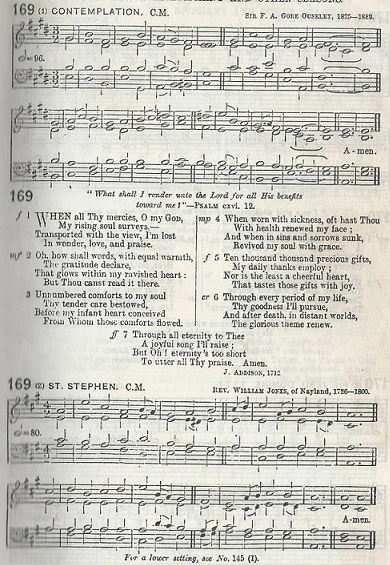 AND OTHER SEASONS.
169 (1) CONTEMPLATION. C.M. SIR F. A. GORE OUSELEY, 1825—1889.
=96.
A - men.
169 "What shall I render unto the Lord for all His benefits
toward me?"—PSALM cxvi. 12.
f 1 WHEN all Thy mercies, O my God,
My rising soul surveys,—
Transported with the view, I'm lost
In wonder, love, and praise.
mf 2 Oh, how shall words, with equal warmth,
The gratitude declare,
That glows within my ravished heart:
But Thou canst read it there.
3 Unnumbered comforts to my soul
Thy tender care bestowed,
Before my infant heart conceived
From Whom those comforts flowed.
mp 4 When worn with sickness, oft hast Thou
With health renewed my face;
And when in sins and sorrows sunk,
Revived my soul with grace.
f 5 Ten thousand thousand precious gifts,
My daily thanks employ;
Nor is the least a cheerful heart,
That tastes those gifts with joy.
cr 6 Through every period of my life,
Thy goodness I'll pursue,
And after death, in distant worlds,
The glorious theme renew.
ff 7 Through all eternity to Thee
A joyful song I'll raise;
But Oh! eternity's too short
To utter all Thy praise. Amen.
J. ADDISON, 1712
169 (2) ST. STEPHEN. C.M. REV. WILLIAM JONES, of Nayland, 1726—1800.
=80.
A-men.
For a lower setting, see No. 145 (1).